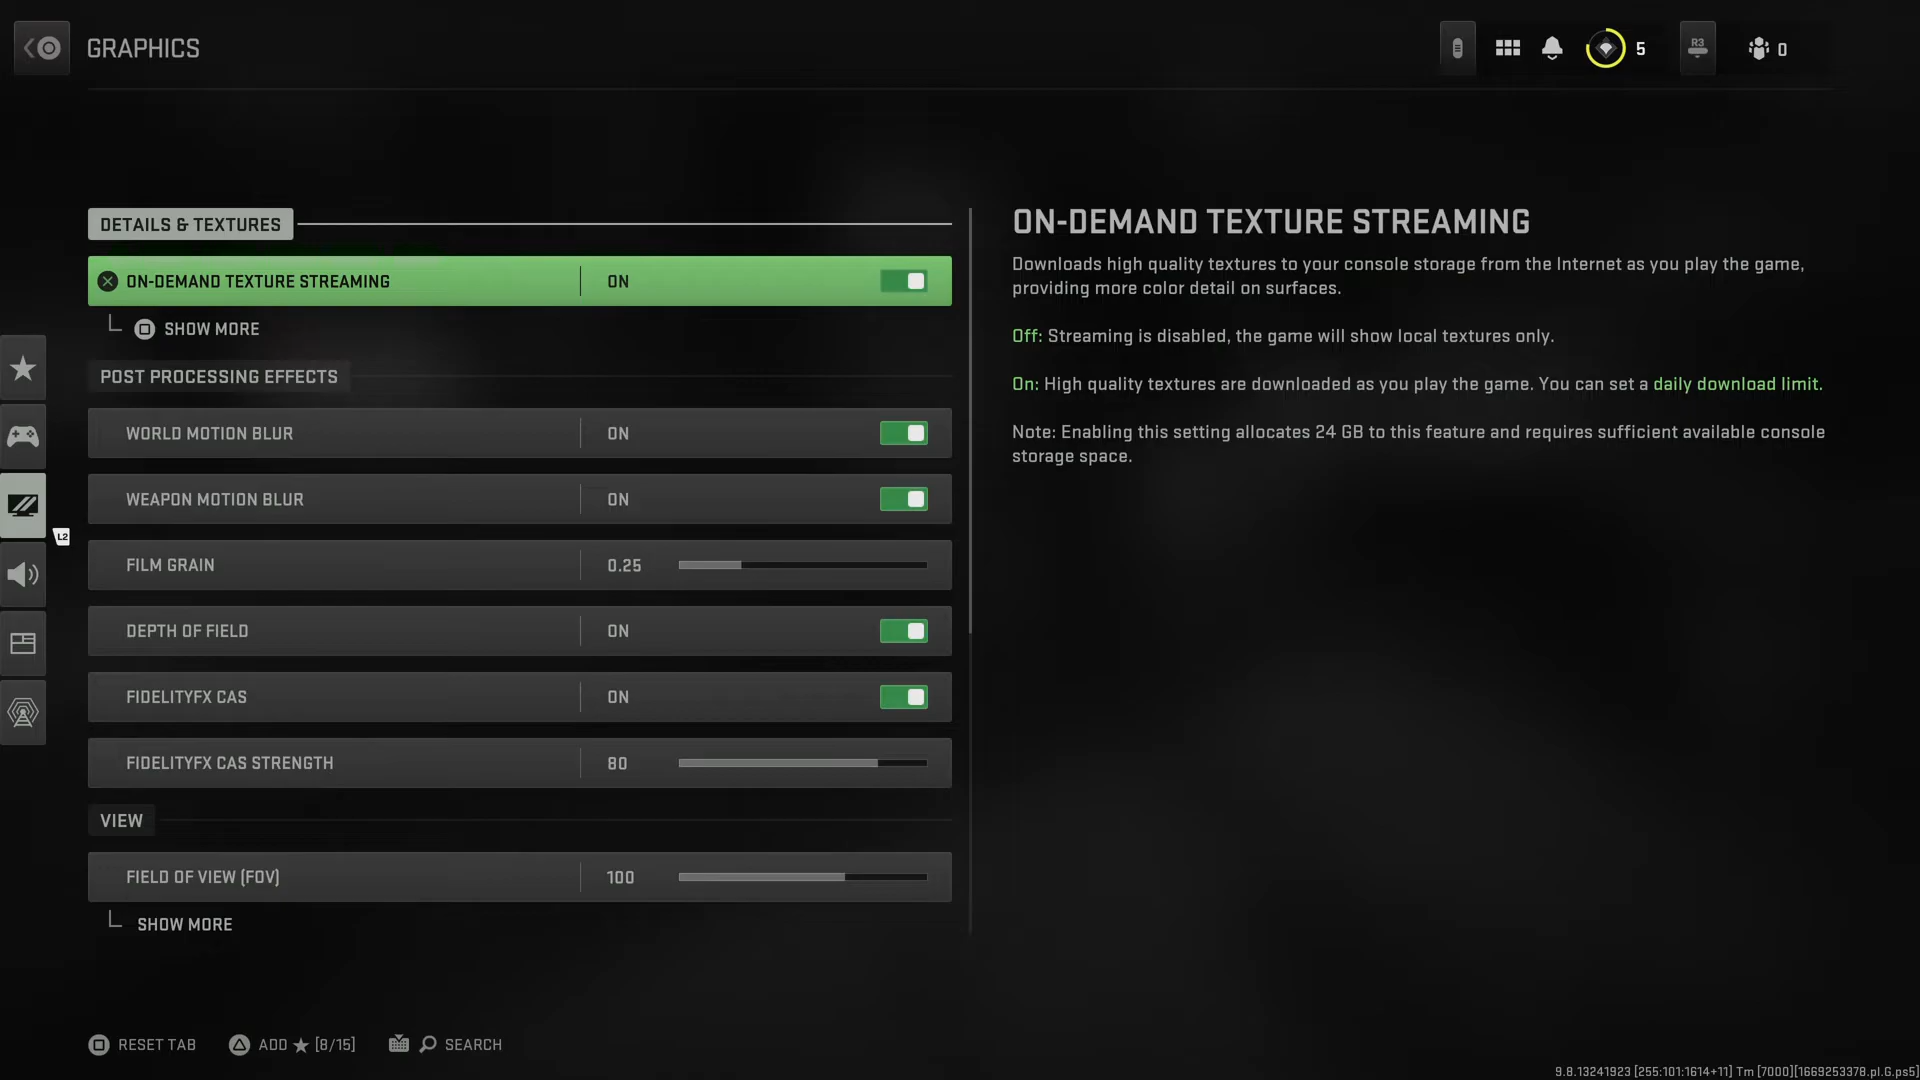 GRAPHICS
5
R3
0
DETAILS & TEXTURES
ON-DEMAND TEXTURE STREAMING ON
SHOW MORE
POST PROCESSING EFFECTS
WORLD MOTION BLUR ON
WEAPON MOTION BLUR ON
L2
FILM GRAIN 0.25
DEPTH OF FIELD ON
FIDELITYFX CAS ON
FIDELITYFX CAS STRENGTH 80
VIEW
FIELD OF VIEW (FOV) 100
SHOW MORE
ON-DEMAND TEXTURE STREAMING
Downloads high quality textures to your console storage from the Internet as you play the game,
providing more color detail on surfaces.
Off: Streaming is disabled, the game will show local textures only.
On: High quality textures are downloaded as you play the game. You can set a daily download limit.
Note: Enabling this setting allocates 24 GB to this feature and requires sufficient available console
storage space.
RESET TAB ADD ★ [8/15] SEARCH
9.8.13241923 [255:101:1614+11] Tm [7000][1669253378.pl.G.ps5]